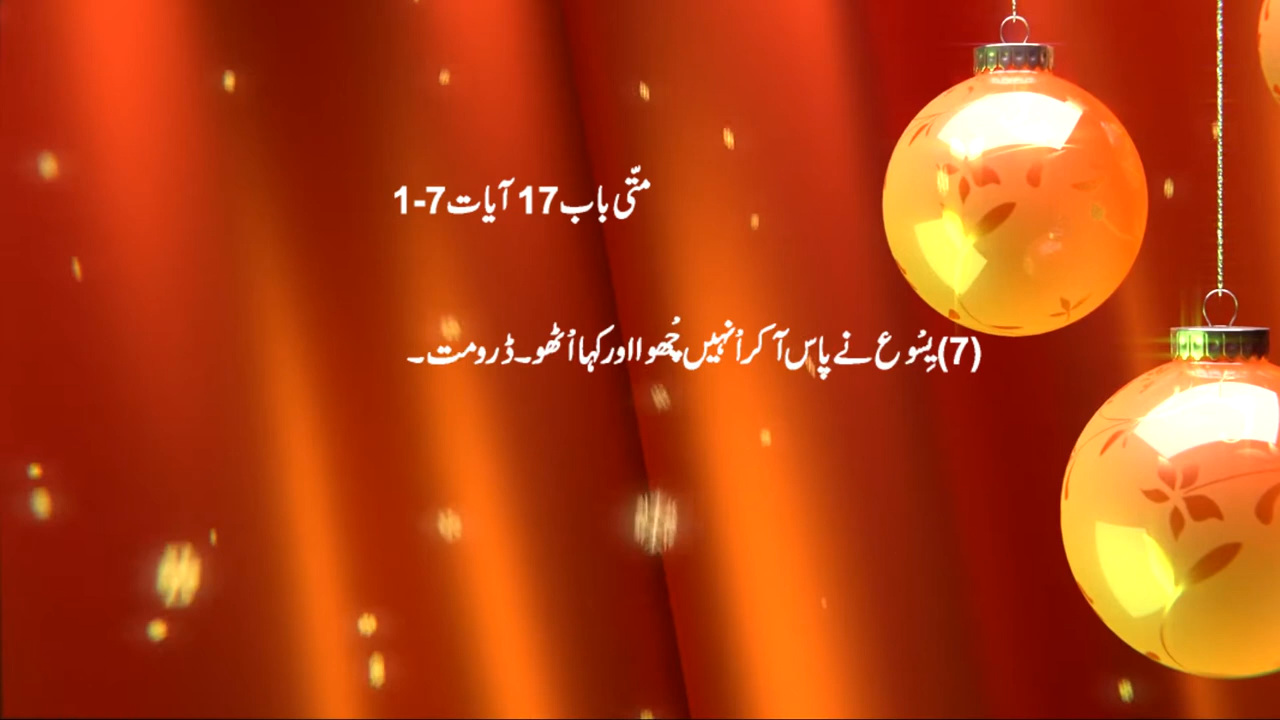 متّی باب 17 آیات 7-1
(7) یِسُوع نے پاس آ کر اُنہیں چُھوا اور کہا اُٹھو۔ ڈرو مت۔